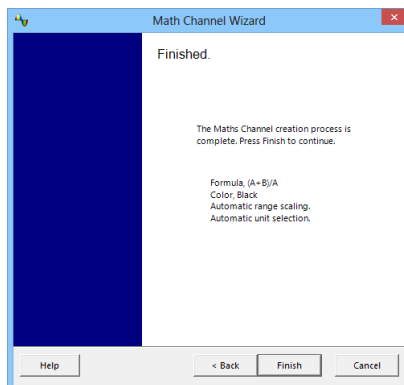 Math Channel Wizard
Finished.
The Maths Channel creation process is
complete. Press Finish to continue.
Formula, (A+B)/A
Color, Black
Automatic range scaling.
Automatic unit selection.
Help
< Back
Finish
Cancel